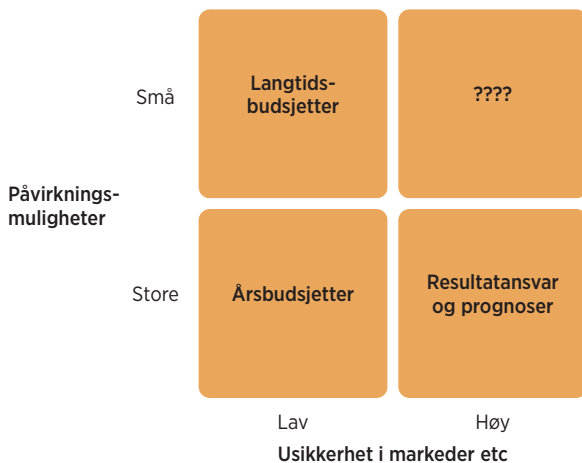 Små
Langtids-
budsjetter
????
Påvirknings-
muligheter
Store
Årsbudsjetter
Resultatansvar
og prognoser
Lav
Høy
Usikkerhet i markeder etc